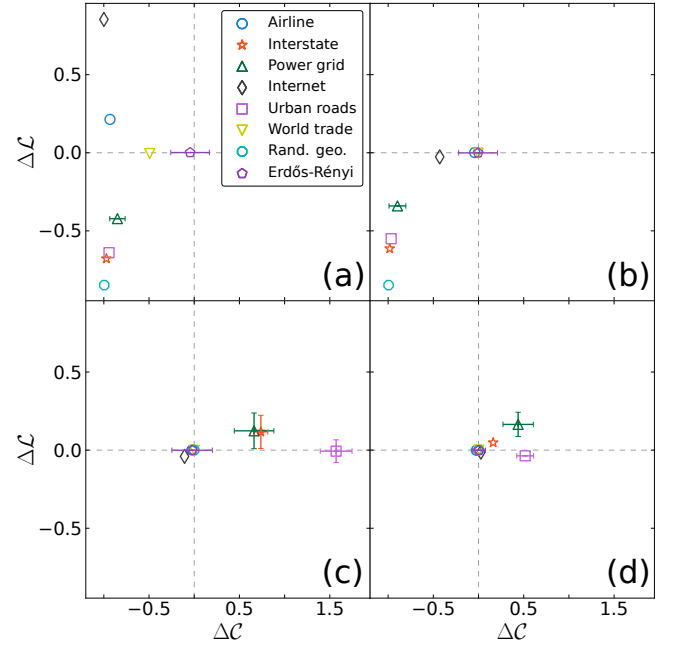 Airline
Interstate
Power grid
Internet
Urban roads
World trade
Rand. geo.
Erdős-Rényi
0.5
0.0
−0.5
Δℒ
(a)
(b)
0.5
0.0
−0.5
Δℒ
(c)
(d)
−0.5 0.5 1.5
−0.5 0.5 1.5
Δ𝒞
Δ𝒞